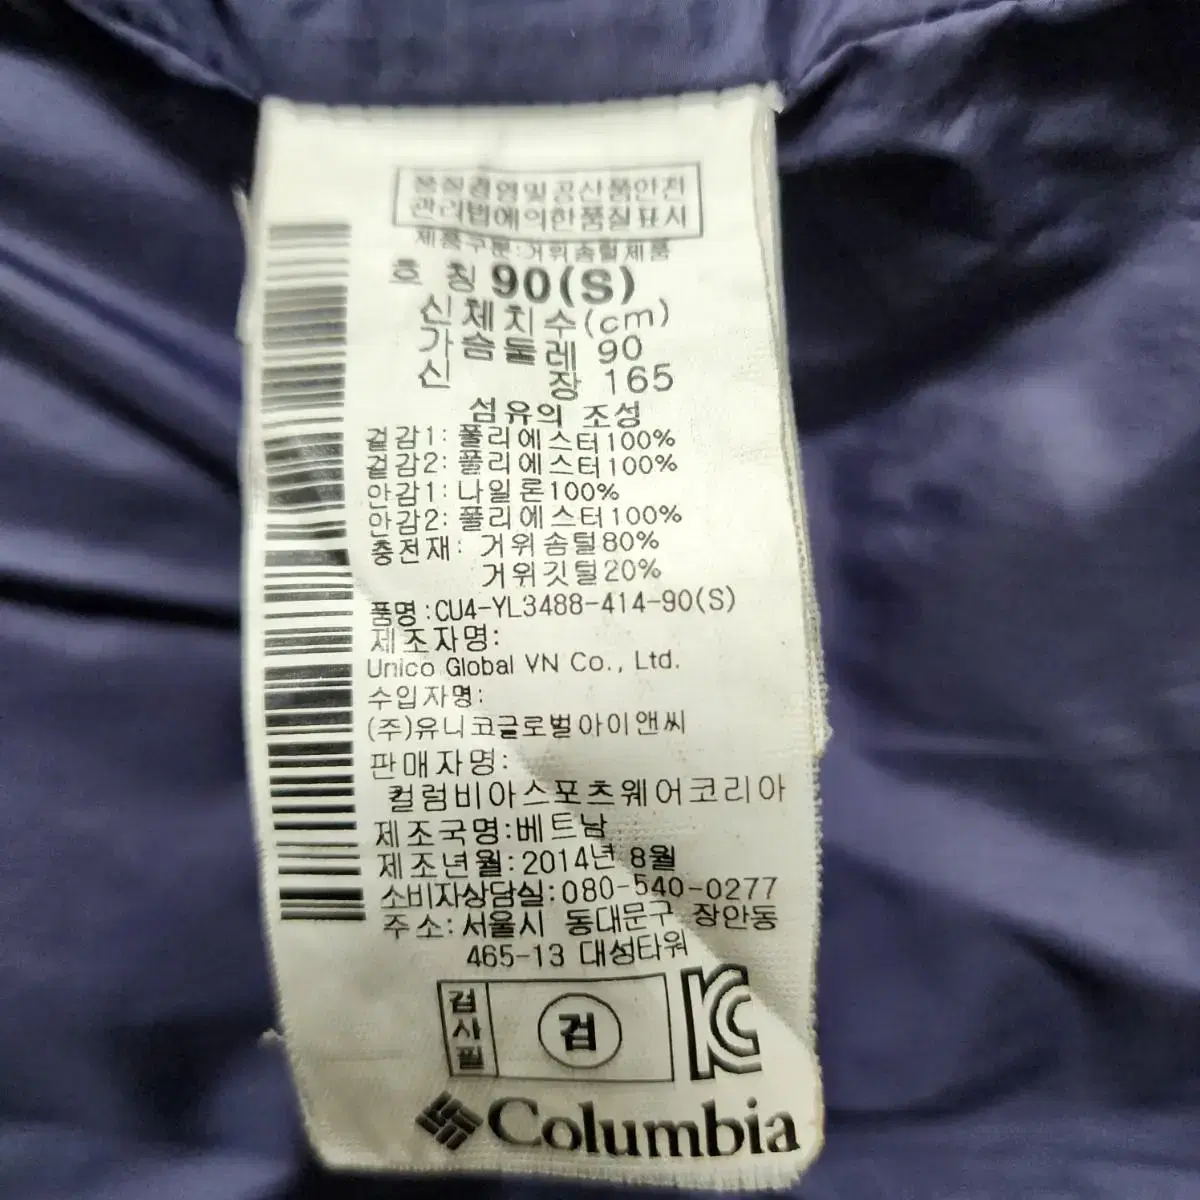 품질경영및공산품안전
관리법에의한품질표시
제품구분:거위솜털제품
호 칭 90(S)
신체치수(cm)
가슴둘레 90
신 장 165
섬유의 조성
겉감1: 폴리에스터100%
겉감2: 폴리에스터100%
안감1: 나일론100%
안감2: 폴리에스터100%
충전재: 거위솜털80%
거위깃털20%
품명:CU4-YL3488-414-90(S)
제조자명:
Unico Global VN Co., Ltd.
수입자명:
(주)유니코글로벌아이앤씨
판매자명:
컬럼비아스포츠웨어코리아
제조국명:베트남
제조년월:2014년 8월
소비자상담실:080-540-0277
주소:서울시 동대문구 장안동
465-13 대성타워
검사필 검 KC
Columbia